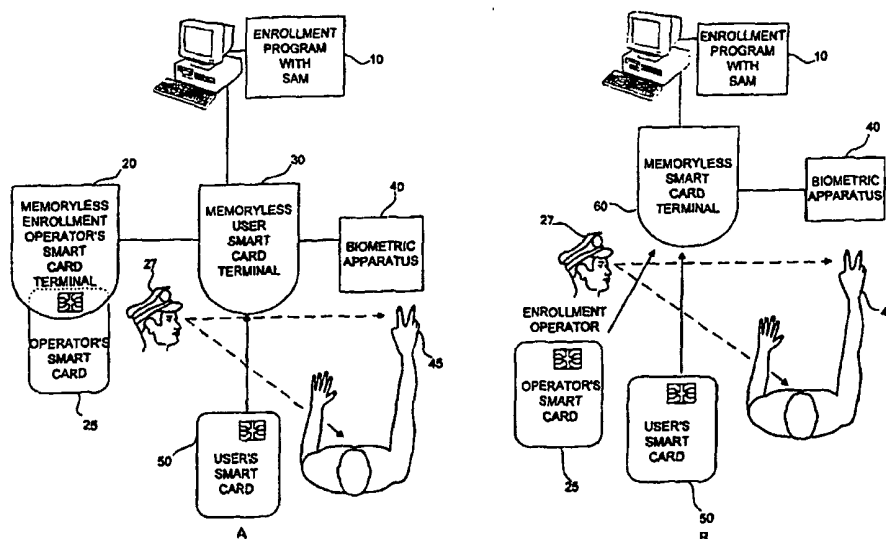 ENROLLMENT
PROGRAM
WITH
SAM
10
20
30
40
MEMORYLESS
ENROLLMENT
OPERATOR'S
SMART
CARD
TERMINAL
MEMORYLESS
USER
SMART
CARD
TERMINAL
BIOMETRIC
APPARATUS
27
OPERATOR'S
SMART
CARD
25
45
50
USER'S
SMART
CARD
A
ENROLLMENT
PROGRAM
WITH
SAM
10
40
MEMORYLESS
SMART
CARD
TERMINAL
60
BIOMETRIC
APPARATUS
27
ENROLLMENT
OPERATOR
OPERATOR'S
SMART
CARD
25
USER'S
SMART
CARD
50